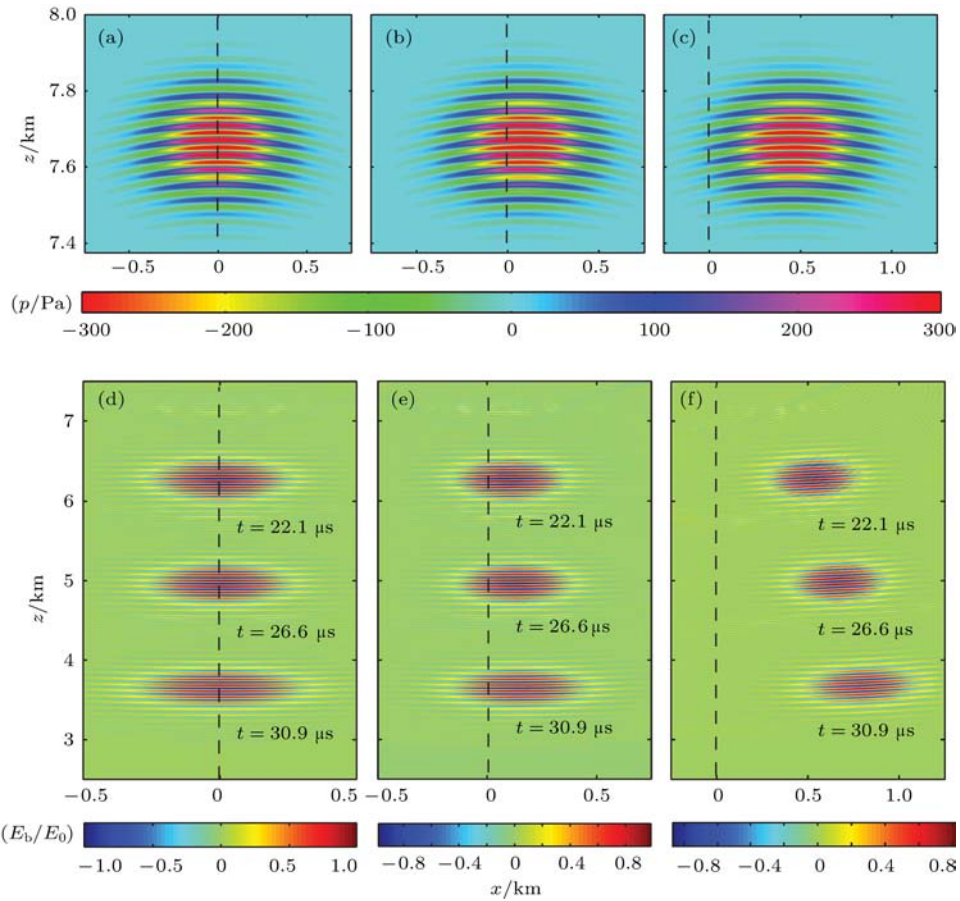 8.0
(a) (b) (c)
7.8
z/km
7.6
7.4
−0.5 0 0.5 −0.5 0 0.5 0 0.5 1.0
(p/Pa)
−300 −200 −100 0 100 200 300
(d) (e) (f)
7
6
t = 22.1 μs t = 22.1 μs t = 22.1 μs
5
z/km
t = 26.6 μs t = 26.6 μs t = 26.6 μs
4
t = 30.9 μs t = 30.9 μs t = 30.9 μs
3
−0.5 0 0.5 −0.5 0 0 0.5 1.0
(Eb/E0)
−1.0 −0.5 0 0.5 1.0 −0.8 −0.4 0 0.4 0.8 −0.8 −0.4 0 0.4 0.8
x/km